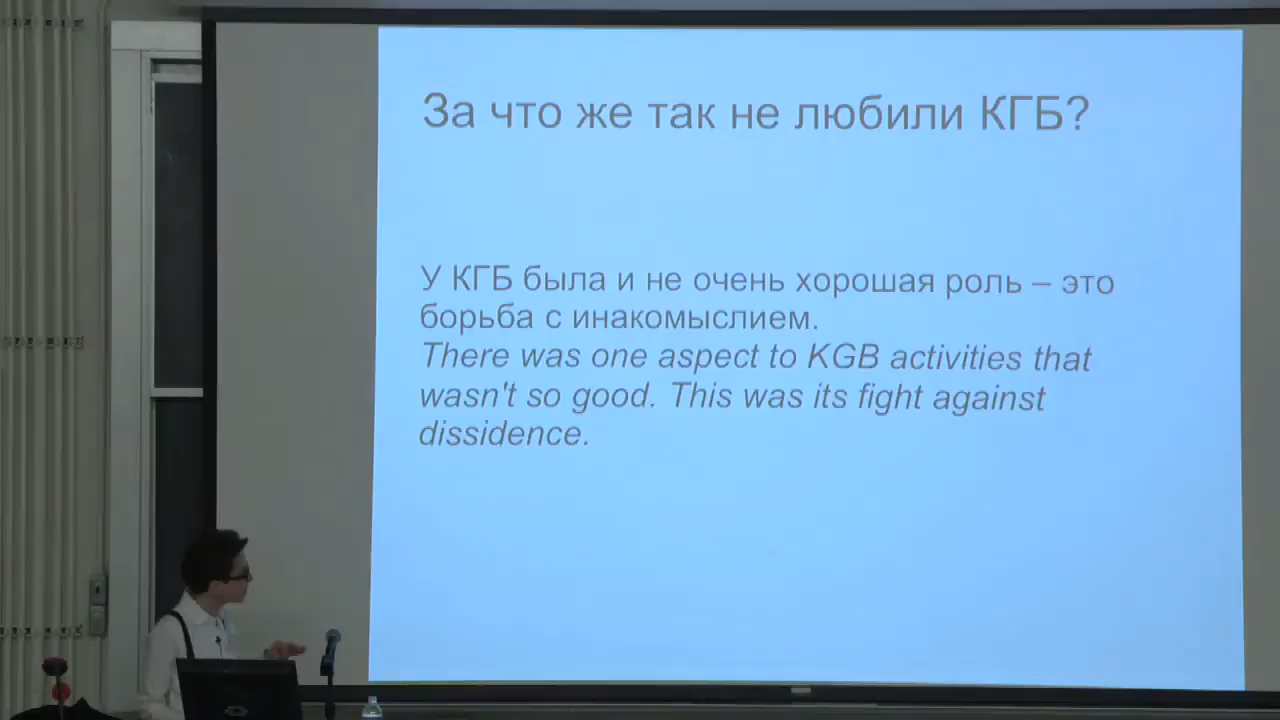 За что же так не любили КГБ?
У КГБ была и не очень хорошая роль – это
борьба с инакомыслием.
There was one aspect to KGB activities that
wasn't so good. This was its fight against
dissidence.